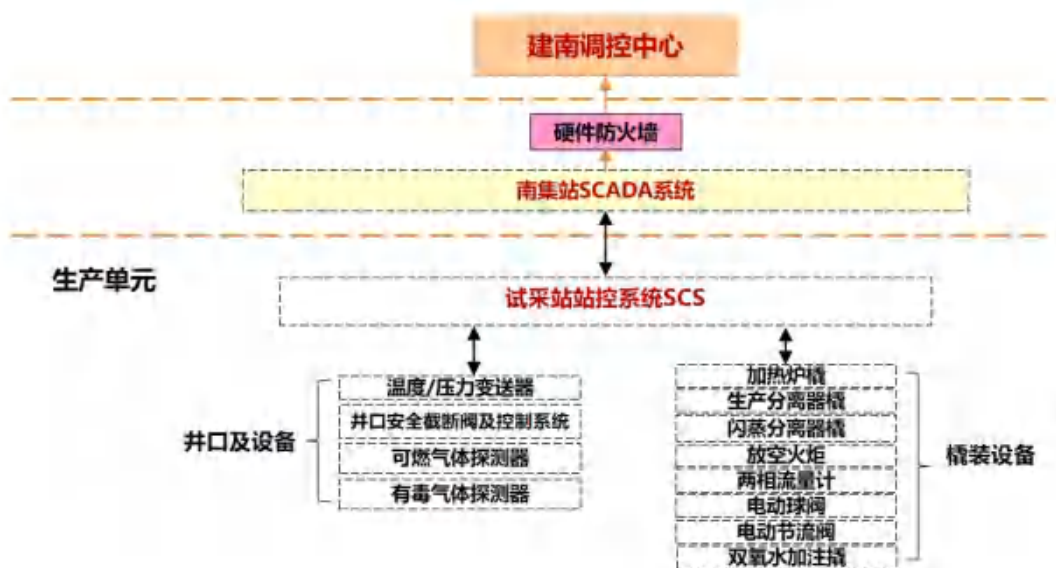 建南调控中心
硬件防火墙
南集站SCADA系统
生产单元
试采站站控系统SCS
井口及设备
温度/压力变送器
井口安全截断阀及控制系统
可燃气体探测器
有毒气体探测器
加热炉橇
生产分离器橇
闪蒸分离器橇
放空火炬
两相流量计
电动球阀
电动节流阀
双氧水加注撬
橇装设备